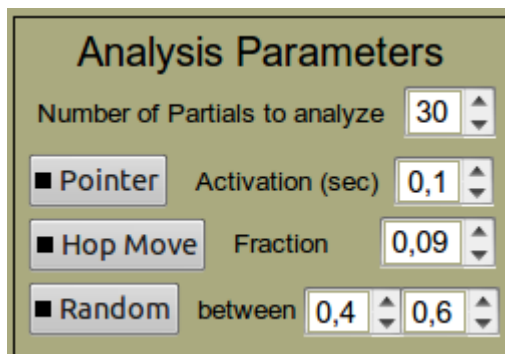 Analysis Parameters
Number of Partials to analyze 30
Pointer Activation (sec) 0,1
Hop Move Fraction 0,09
Random between 0,4 0,6